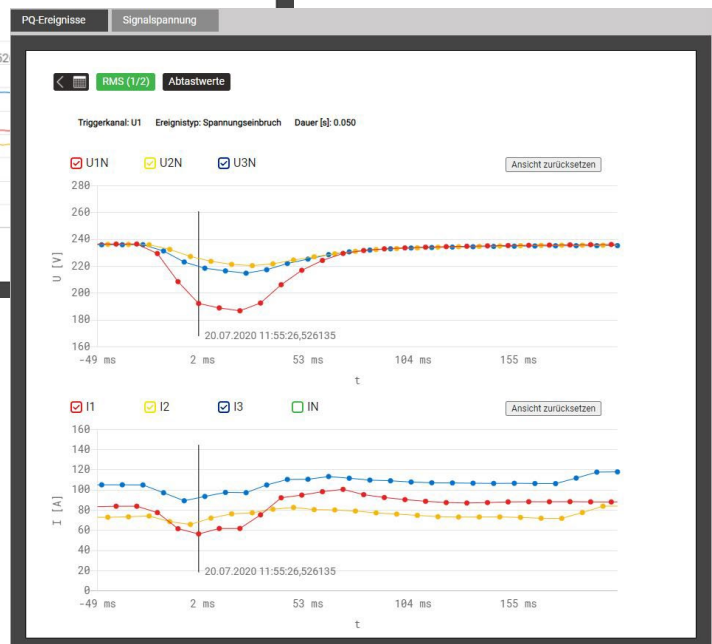 PQ-Ereignisse Signalspannung
RMS (1/2) Abtastwerte
Triggerkanal: U1 Ereignistyp: Spannungseinbruch Dauer [s]: 0.050
U1N U2N U3N Ansicht zurücksetzen
280
260
240
220
200
180
160
U [V]
20.07.2020 11:55:26,526135
-49 ms 2 ms 53 ms 104 ms 155 ms
t
I1 I2 I3 IN Ansicht zurücksetzen
160
140
120
100
80
60
40
20
0
I [A]
20.07.2020 11:55:26,526135
-49 ms 2 ms 53 ms 104 ms 155 ms
t